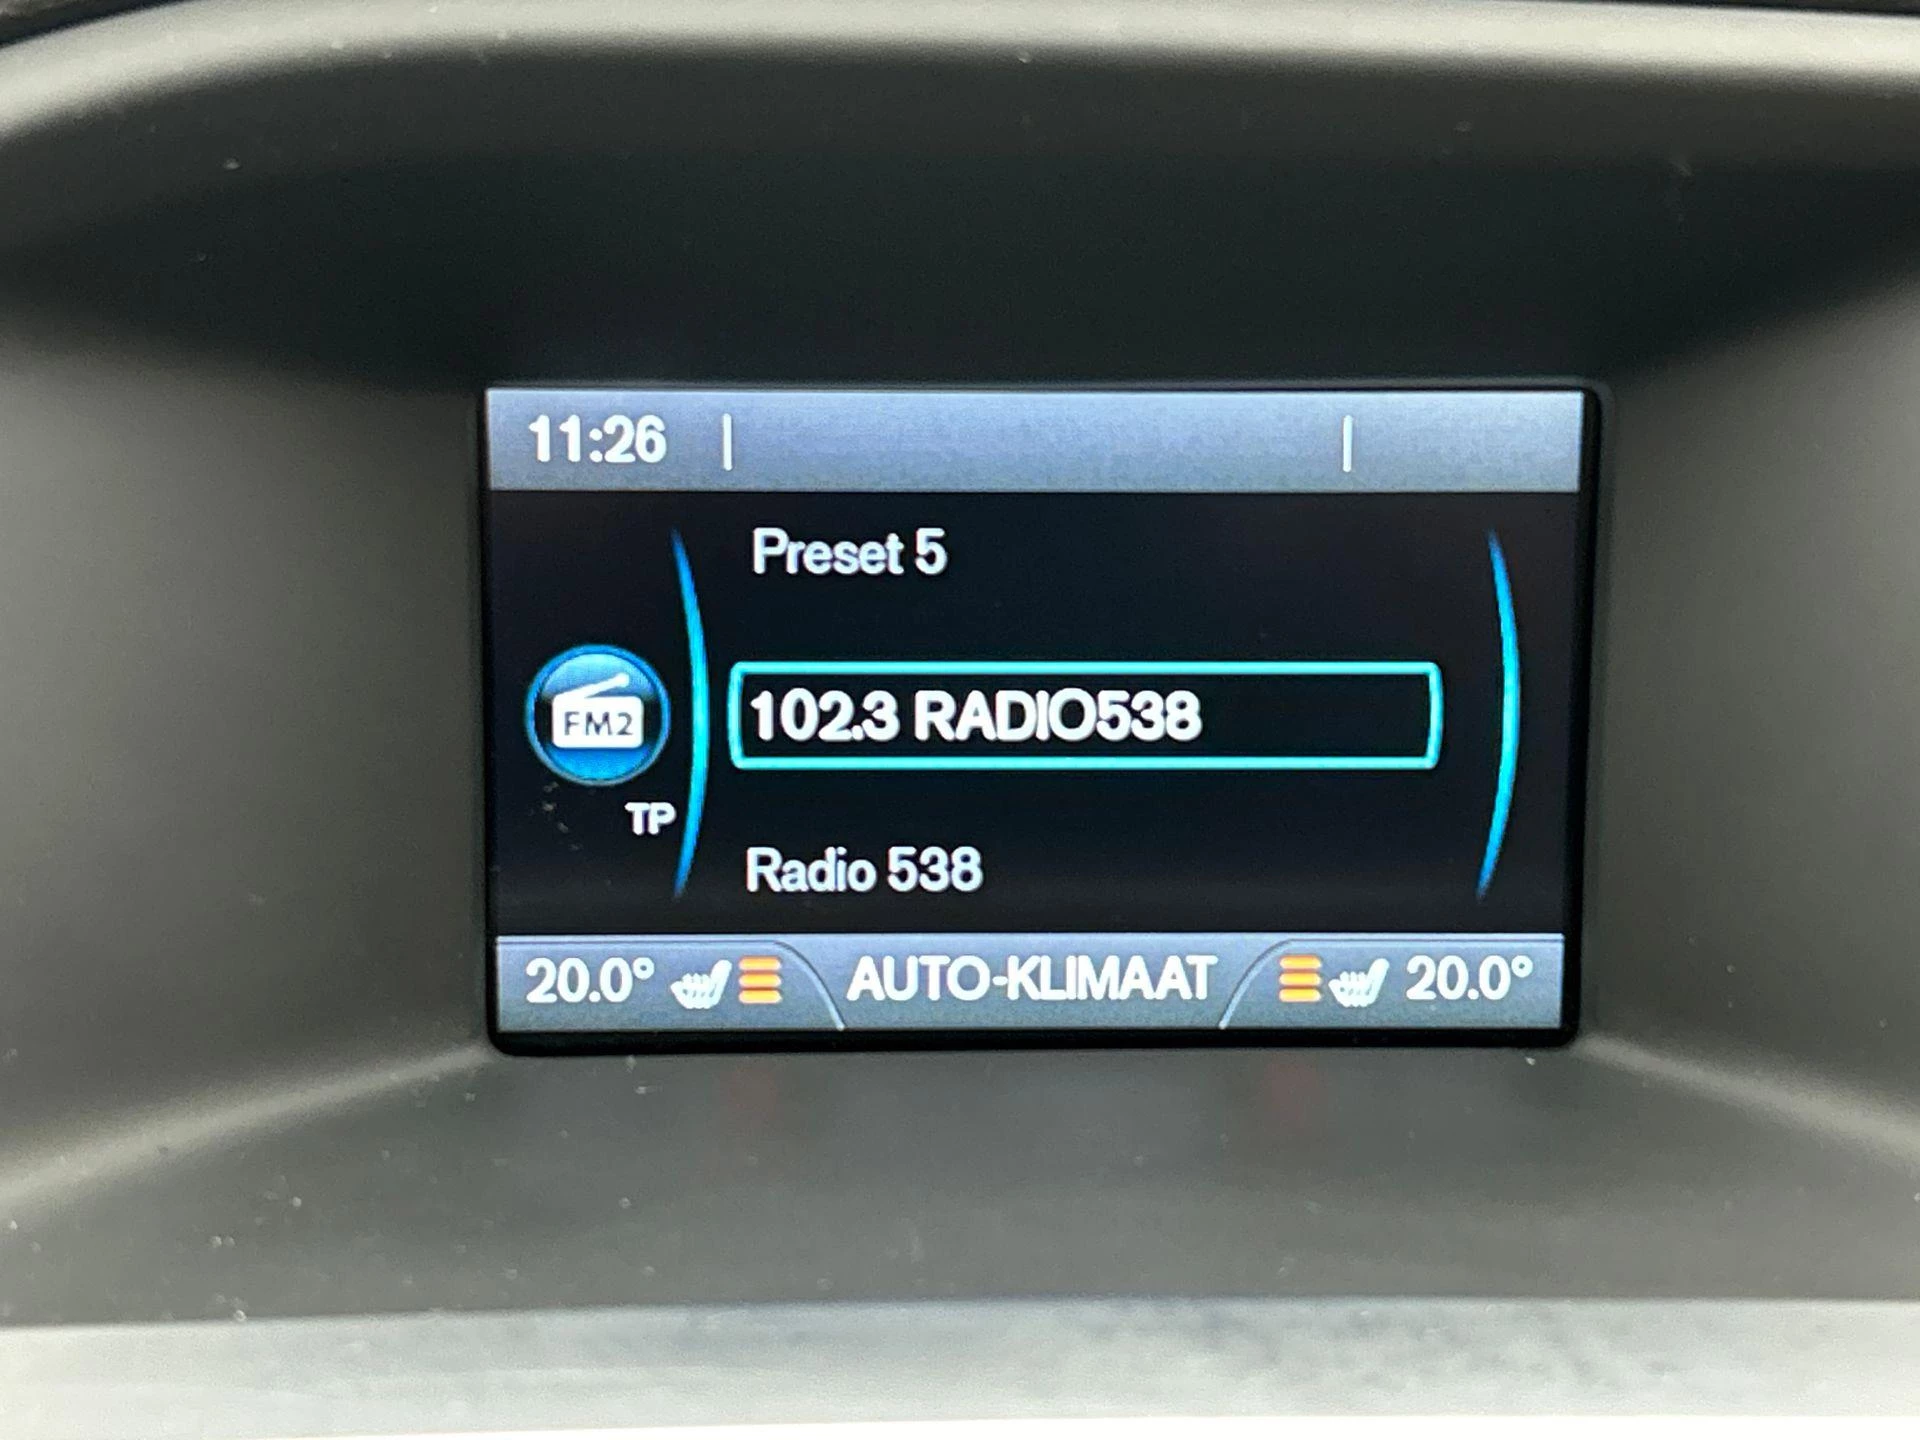 11:26
Preset 5
FM2
102.3 RADIO538
TP
Radio 538
20.0° AUTO-KLIMAAT 20.0°